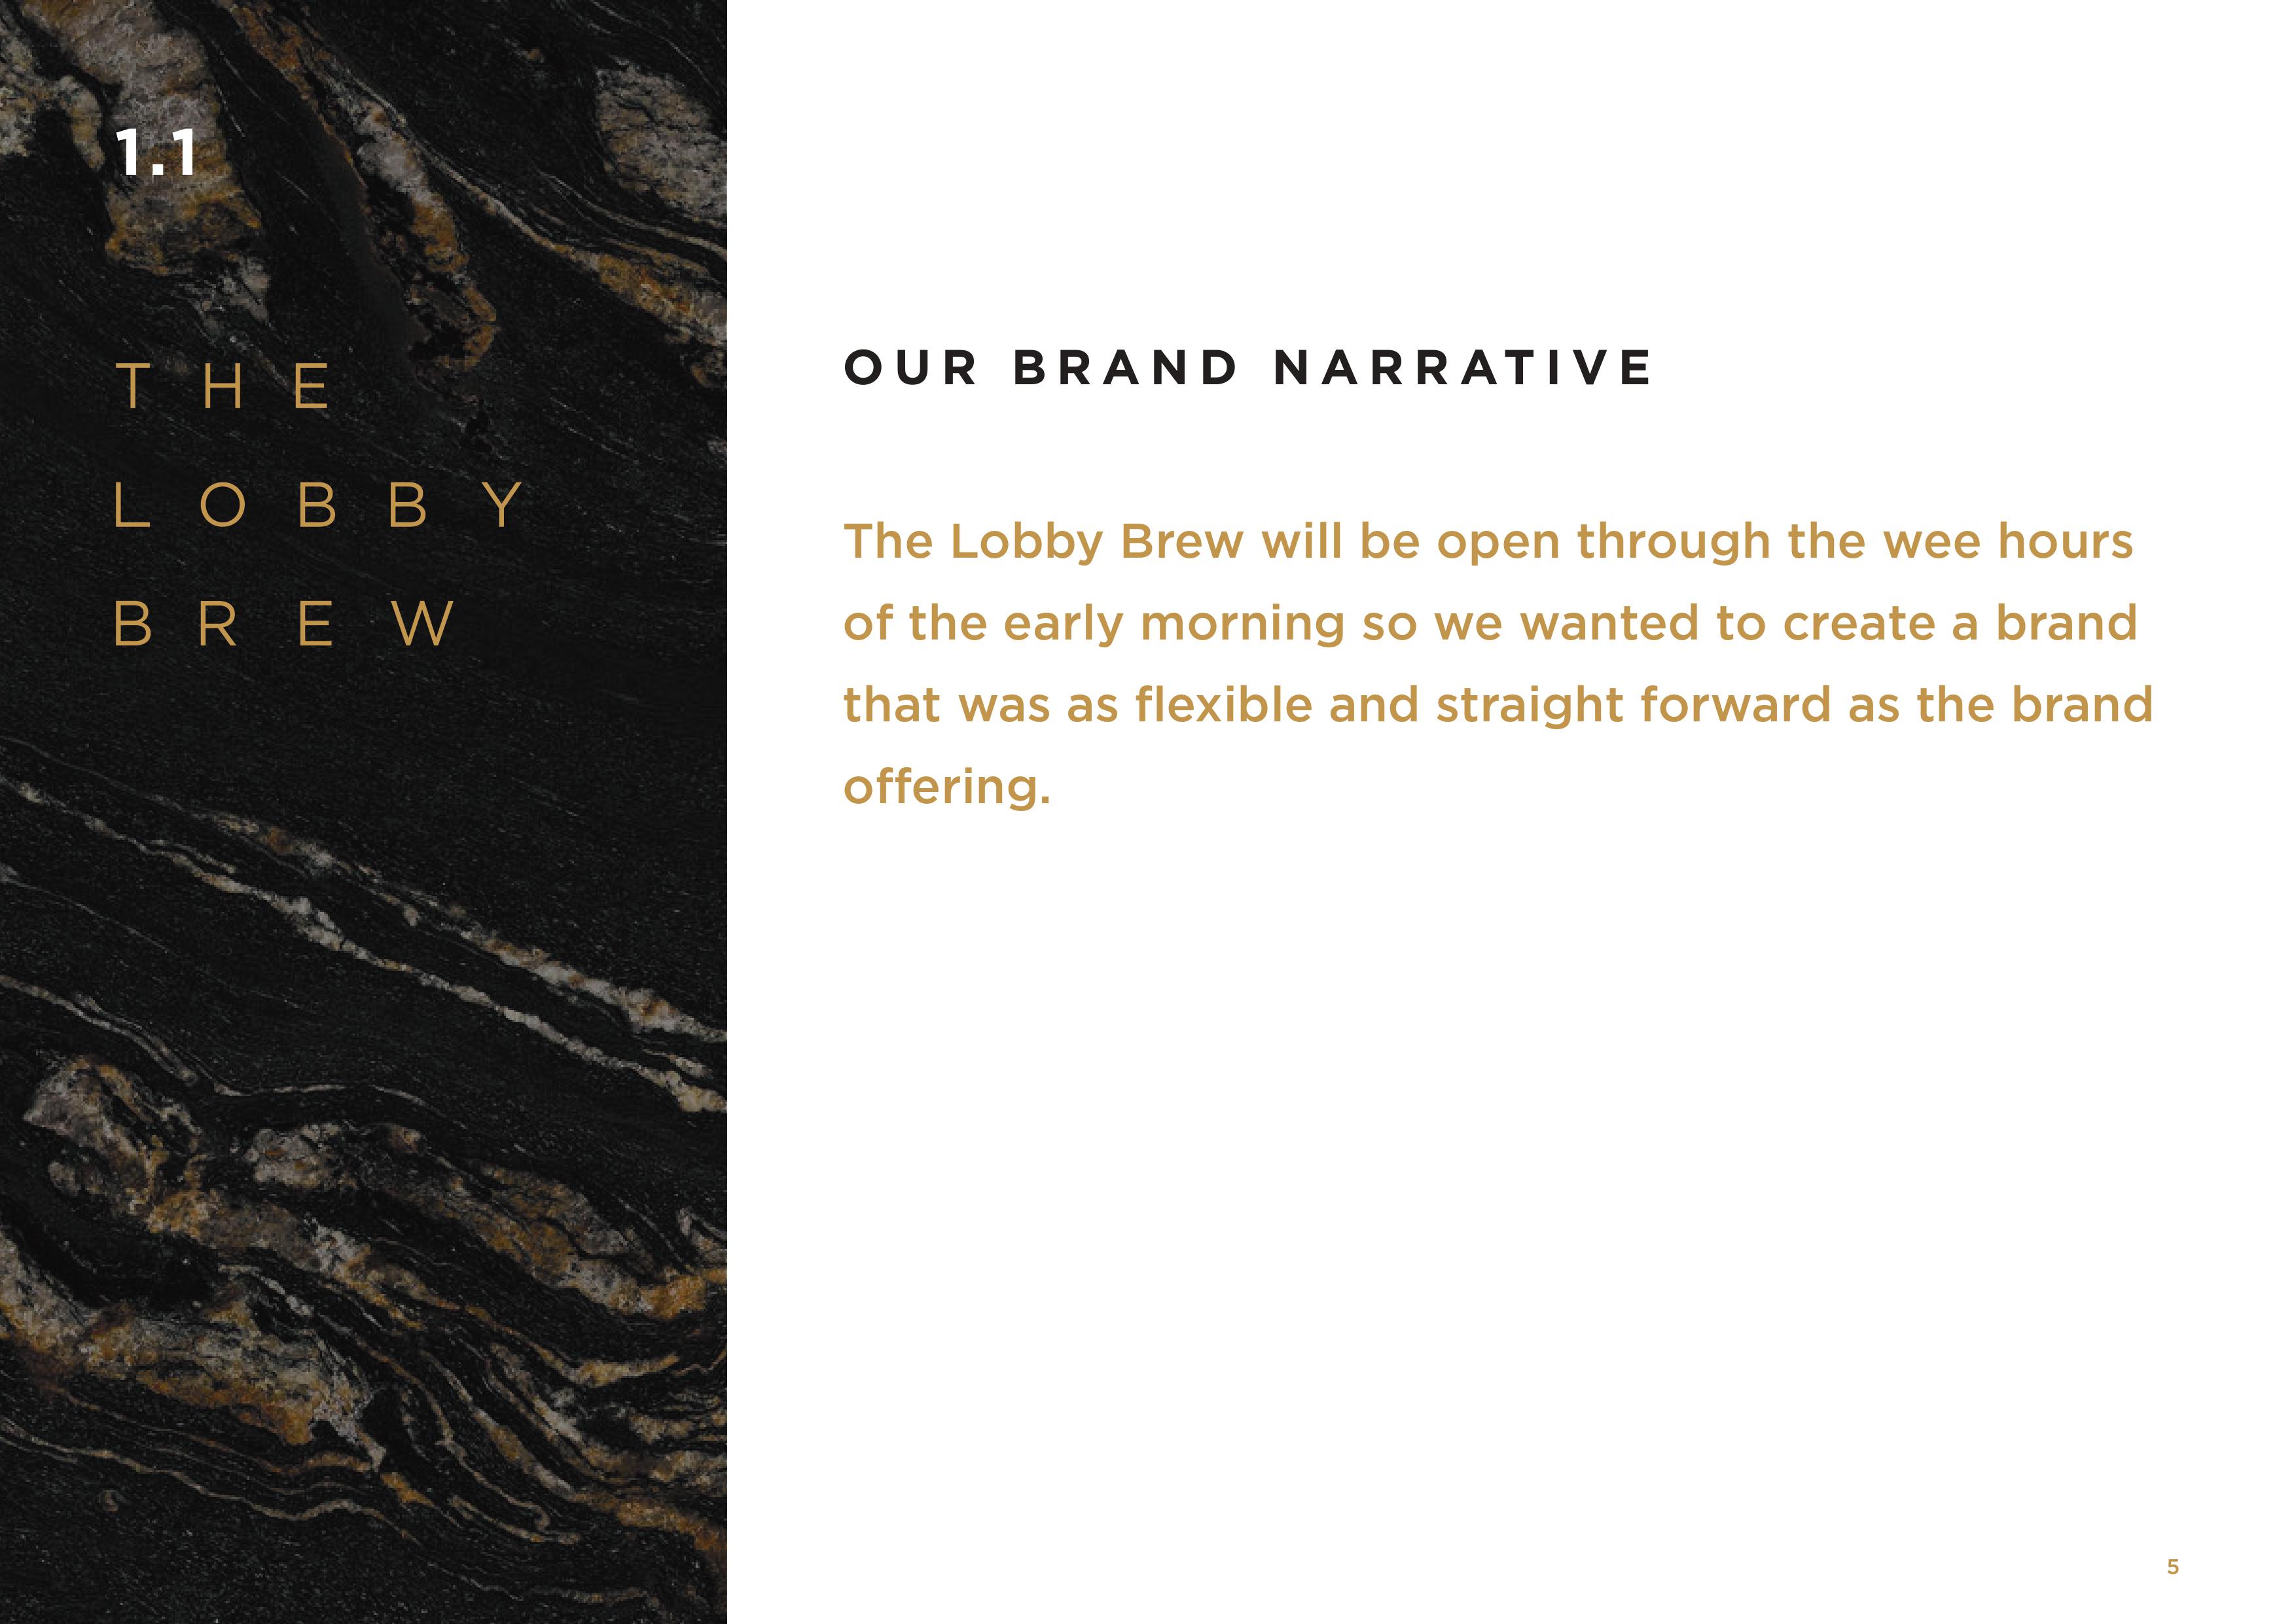 1.1
THE
LOBBY
BREW
OUR BRAND NARRATIVE
The Lobby Brew will be open through the wee hours
of the early morning so we wanted to create a brand
that was as flexible and straight forward as the brand
offering.
5